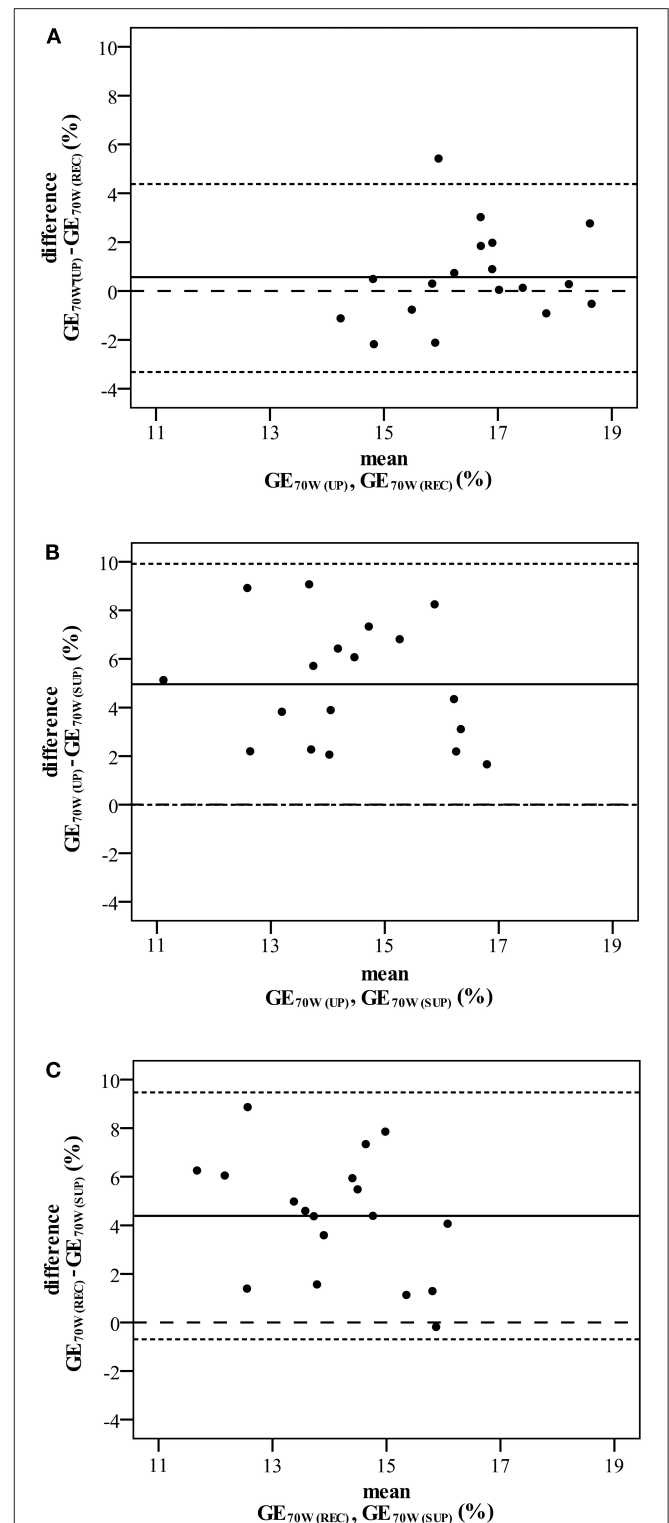 A
10
8
6
4
2
0
-2
-4
difference
GE70W(UP)-GE70W(REC) (%)
11 13 15 17 19
mean
GE70W(UP), GE70W(REC) (%)
B
10
8
6
4
2
0
-2
-4
difference
GE70W(UP)-GE70W(SUP) (%)
11 13 15 17 19
mean
GE70W(UP), GE70W(SUP) (%)
C
10
8
6
4
2
0
-2
-4
difference
GE70W(REC)-GE70W(SUP) (%)
11 13 15 17 19
mean
GE70W(REC), GE70W(SUP) (%)